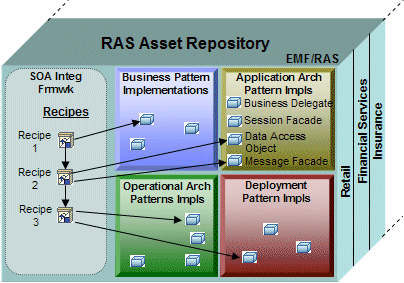 RAS Asset Repository
EMF/RAS
SOA Integ
Frmwk
Recipes
Recipe
1
Recipe
2
Recipe
3
Business Pattern
Implementations
Application Arch
Pattern Impls
Business Delegate
Session Facade
Data Access
Object
Message Facade
Operational Arch
Patterns Impls
Deployment
Pattern Impls
Retail
Financial Services
Insurance